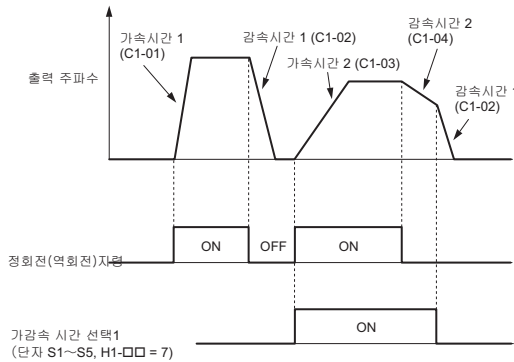 가속시간 1
(C1-01)
감속시간 1 (C1-02)
가속시간 2 (C1-03)
감속시간 2
(C1-04)
감속시간
(C1-02)
출력 주파수
정회전(역회전)지령
ON
OFF
ON
가감속 시간 선택1
(단자 S1～S5, H1-□□ = 7)
ON